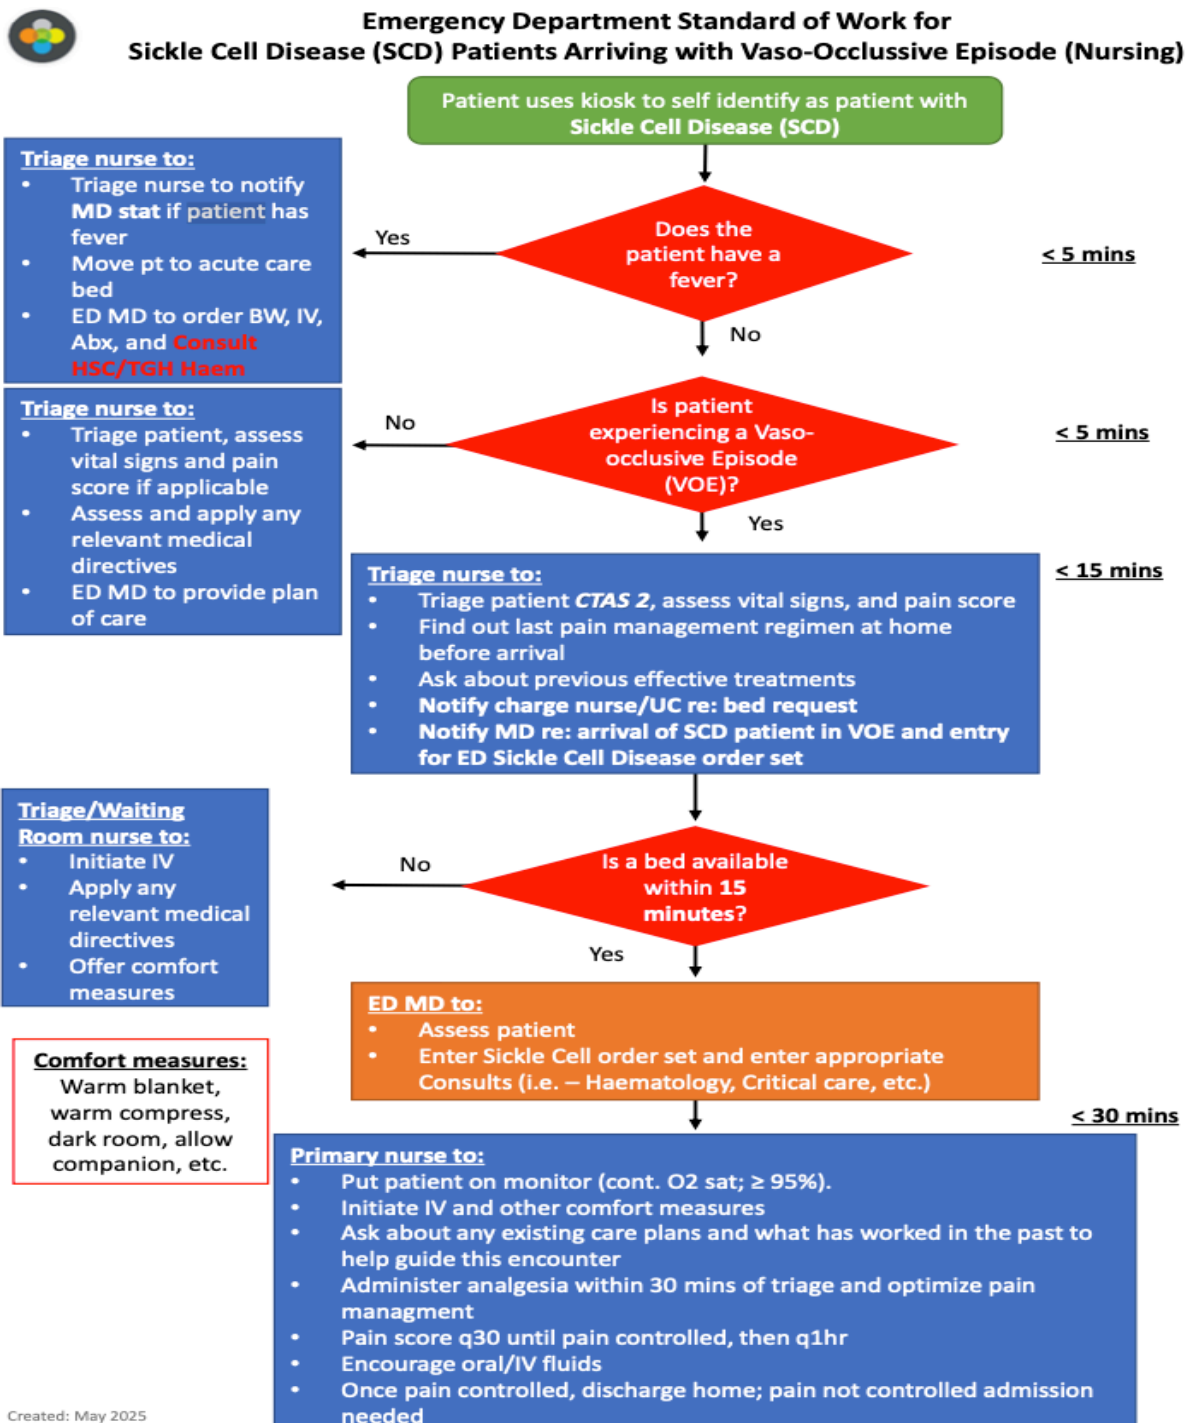 Emergency Department Standard of Work for
Sickle Cell Disease (SCD) Patients Arriving with Vaso-Occlussive Episode (Nursing)
Patient uses kiosk to self identify as patient with
Sickle Cell Disease (SCD)
Does the
patient have a
fever?
< 5 mins
Yes
No
Triage nurse to:
• Triage nurse to notify
MD stat if patient has
fever
• Move pt to acute care
bed
• ED MD to order BW, IV,
Abx, and Consult
HSC/TGH Haem
Is patient
experiencing a Vaso-
occlusive Episode
(VOE)?
< 5 mins
No
Yes
Triage nurse to:
• Triage patient, assess
vital signs and pain
score if applicable
• Assess and apply any
relevant medical
directives
• ED MD to provide plan
of care
< 15 mins
Triage nurse to:
• Triage patient CTAS 2, assess vital signs, and pain score
• Find out last pain management regimen at home
before arrival
• Ask about previous effective treatments
• Notify charge nurse/UC re: bed request
• Notify MD re: arrival of SCD patient in VOE and entry
for ED Sickle Cell Disease order set
Is a bed available
within 15
minutes?
No
Yes
Triage/Waiting
Room nurse to:
• Initiate IV
• Apply any
relevant medical
directives
• Offer comfort
measures
Comfort measures:
Warm blanket,
warm compress,
dark room, allow
companion, etc.
ED MD to:
• Assess patient
• Enter Sickle Cell order set and enter appropriate
Consults (i.e. – Haematology, Critical care, etc.)
< 30 mins
Primary nurse to:
• Put patient on monitor (cont. O2 sat; ≥ 95%).
• Initiate IV and other comfort measures
• Ask about any existing care plans and what has worked in the past to
help guide this encounter
• Administer analgesia within 30 mins of triage and optimize pain
managment
• Pain score q30 until pain controlled, then q1hr
• Encourage oral/IV fluids
• Once pain controlled, discharge home; pain not controlled admission
needed
Created: May 2025